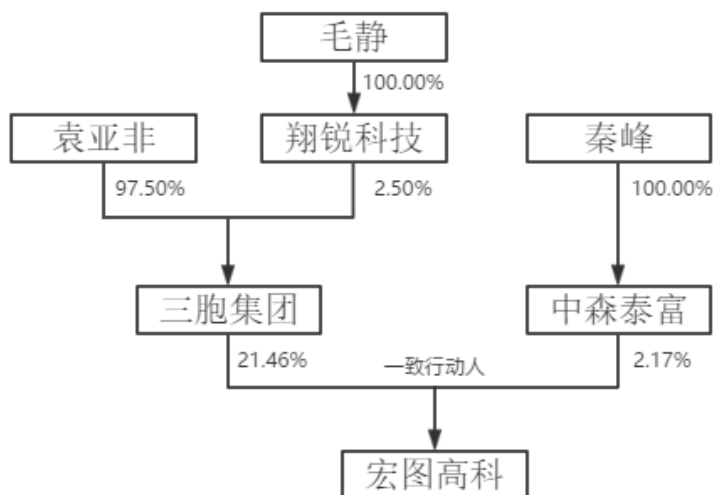 毛静
100.00%
袁亚非
翔锐科技
秦峰
97.50%
2.50%
100.00%
三胞集团
中森泰富
21.46%
一致行动人
2.17%
宏图高科